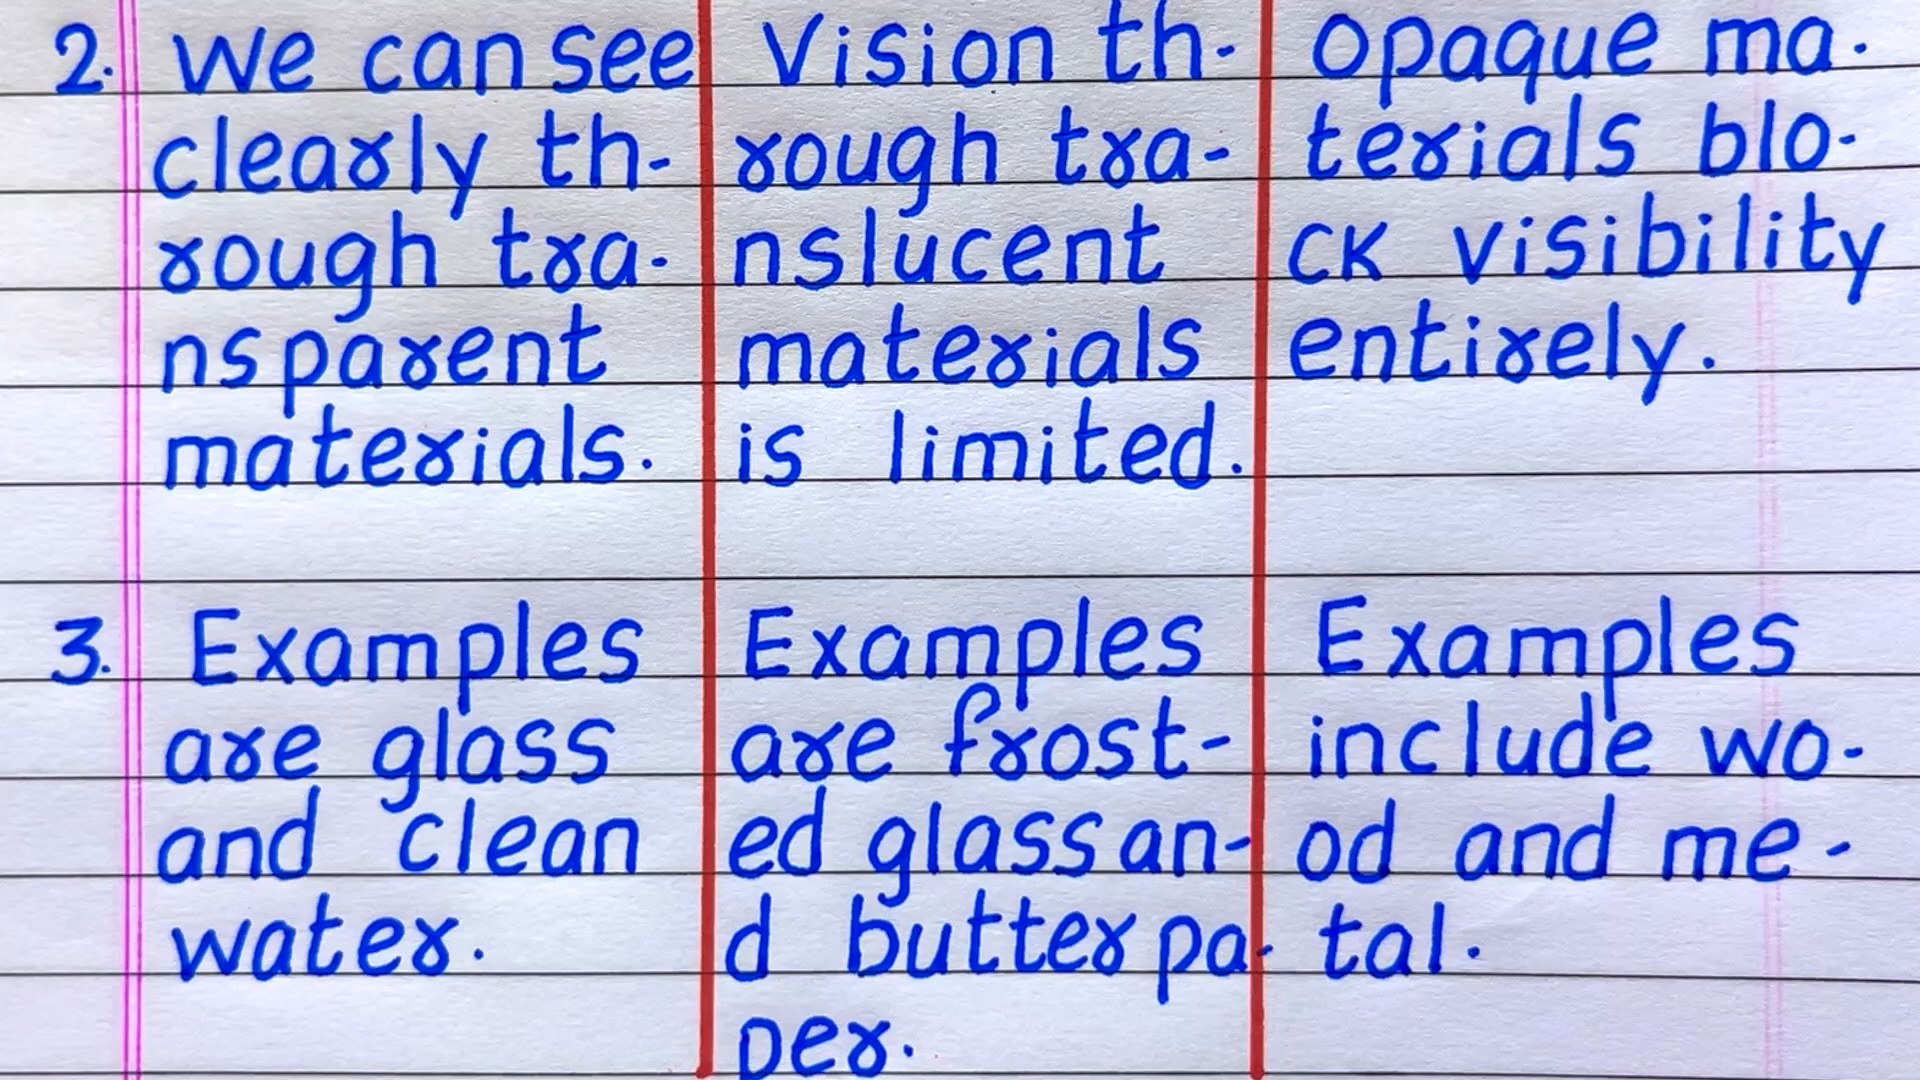 2. We can see
clearly th-
rough tra-
nsparent
materials.
Vision th-
rough tra-
nslucent
materials
is limited.
Opaque ma-
terials blo-
ck visibility
entirely.
3. Examples
are glass
and clean
water.
Examples
are frost-
ed glass an-
d butter pa-
per.
Examples
include wo-
od and me-
tal.